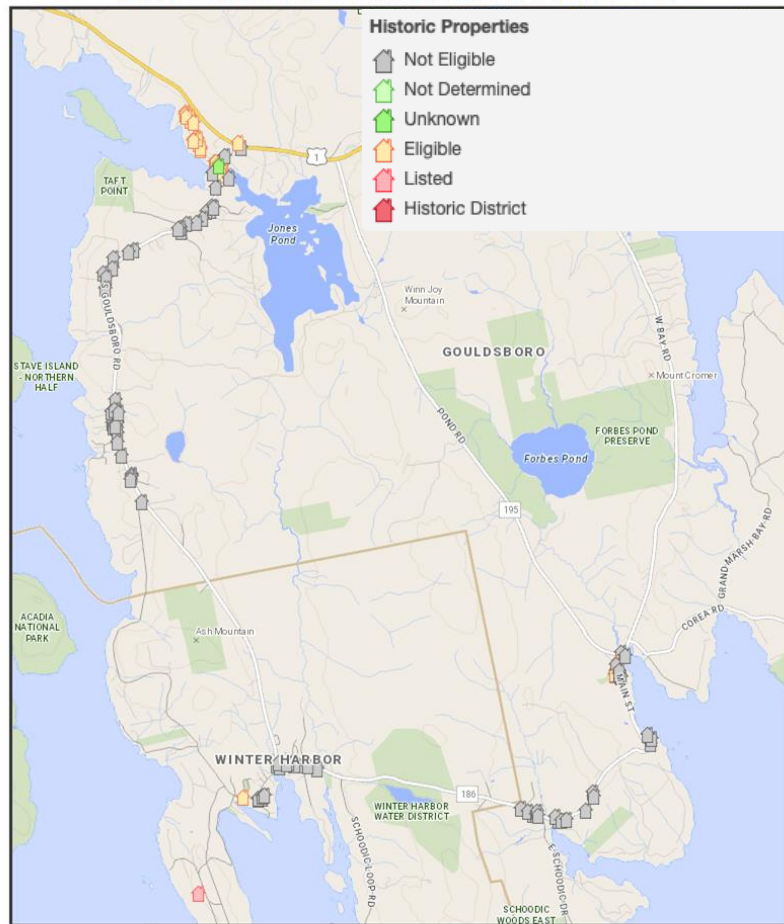 Historic Properties
Not Eligible
Not Determined
Unknown
Eligible
Listed
Historic District
1
TAFT
POINT
Jones
Pond
Winn Joy
Mountain
GOULDSBORO
W BAY RD
S GOULDSBORO RD
STAVE ISLAND
- NORTHERN
HALF
Mount Cromer
POND RD
FORBES POND
PRESERVE
Forbes Pond
195
GRAND MARSH BAY RD
COREA RD
ACADIA
NATIONAL
PARK
Ash Mountain
MAIN ST
WINTER HARBOR
186
WINTER HARBOR
WATER DISTRICT
SCHOODIC LOOP RD
E SCHOODIC DR
SCHOODIC
WOODS EAST